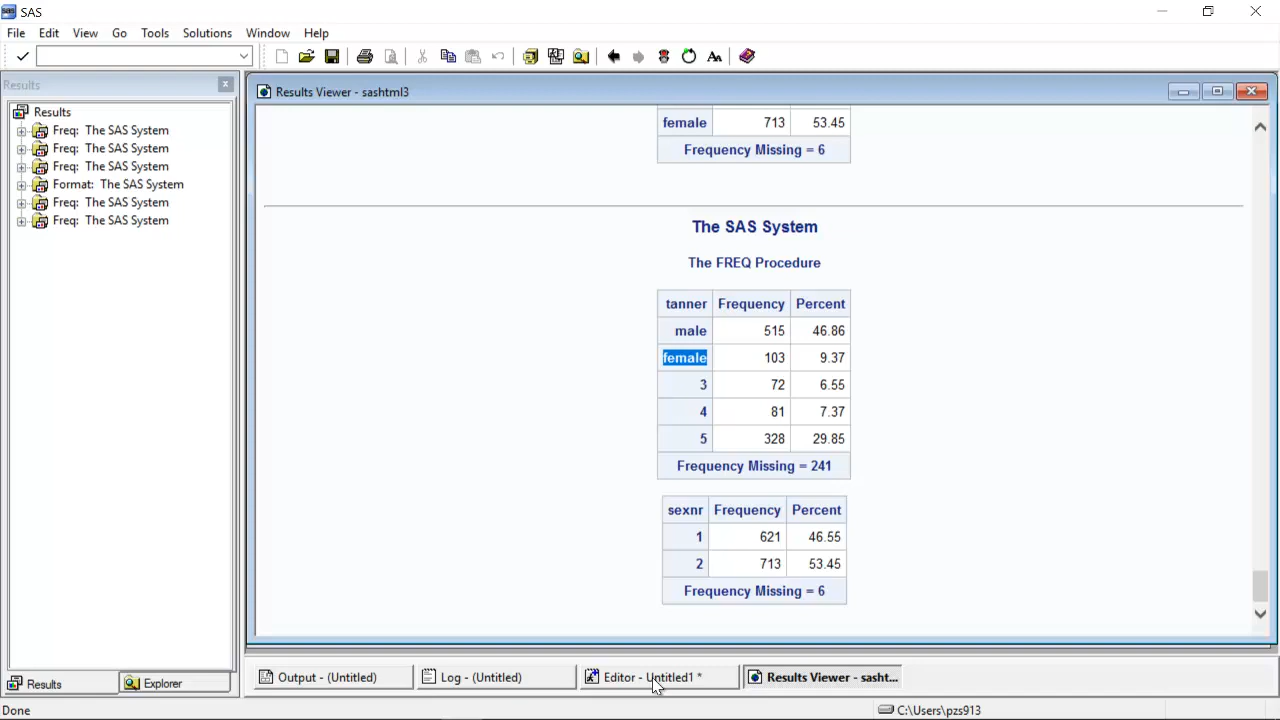 SAS
File Edit View Go Tools Solutions Window Help
Results
Results Viewer - sashtml3
Results
Freq: The SAS System
Freq: The SAS System
Freq: The SAS System
Format: The SAS System
Freq: The SAS System
Freq: The SAS System
female 713 53.45
Frequency Missing = 6
The SAS System
The FREQ Procedure
tanner Frequency Percent
male 515 46.86
female 103 9.37
3 72 6.55
4 81 7.37
5 328 29.85
Frequency Missing = 241
sexnr Frequency Percent
1 621 46.55
2 713 53.45
Frequency Missing = 6
Results Explorer
Output - (Untitled) Log - (Untitled) Editor - Untitled1 * Results Viewer - sasht...
Done C:\Users\pzs913